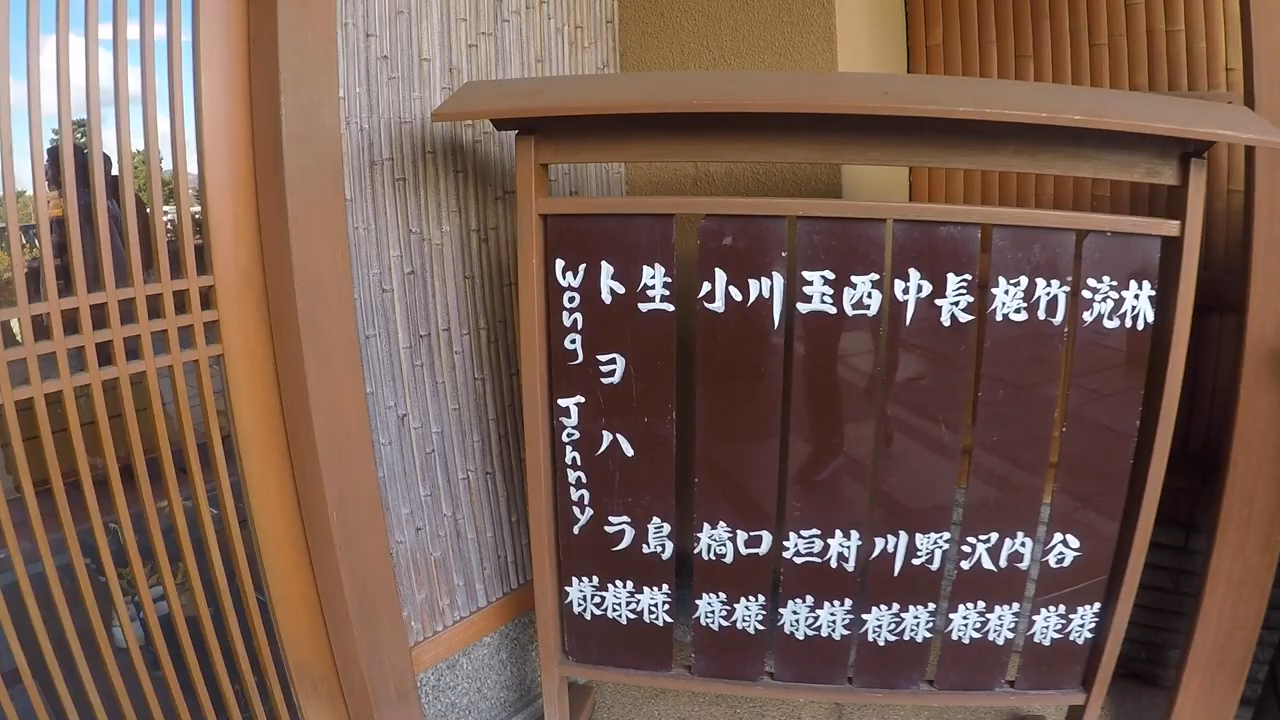 林様
流谷様
竹内様
梶沢様
長野様
中川様
西村様
玉垣様
川口様
小橋様
生島様
トヨハラ様
Wong Johnny様